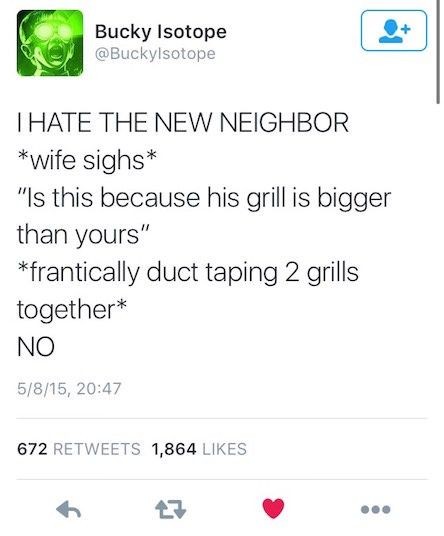 Bucky Isotope
@BuckyIsotope
I HATE THE NEW NEIGHBOR
*wife sighs*
"Is this because his grill is bigger
than yours"
*frantically duct taping 2 grills
together*
NO
5/8/15, 20:47
672 RETWEETS 1,864 LIKES